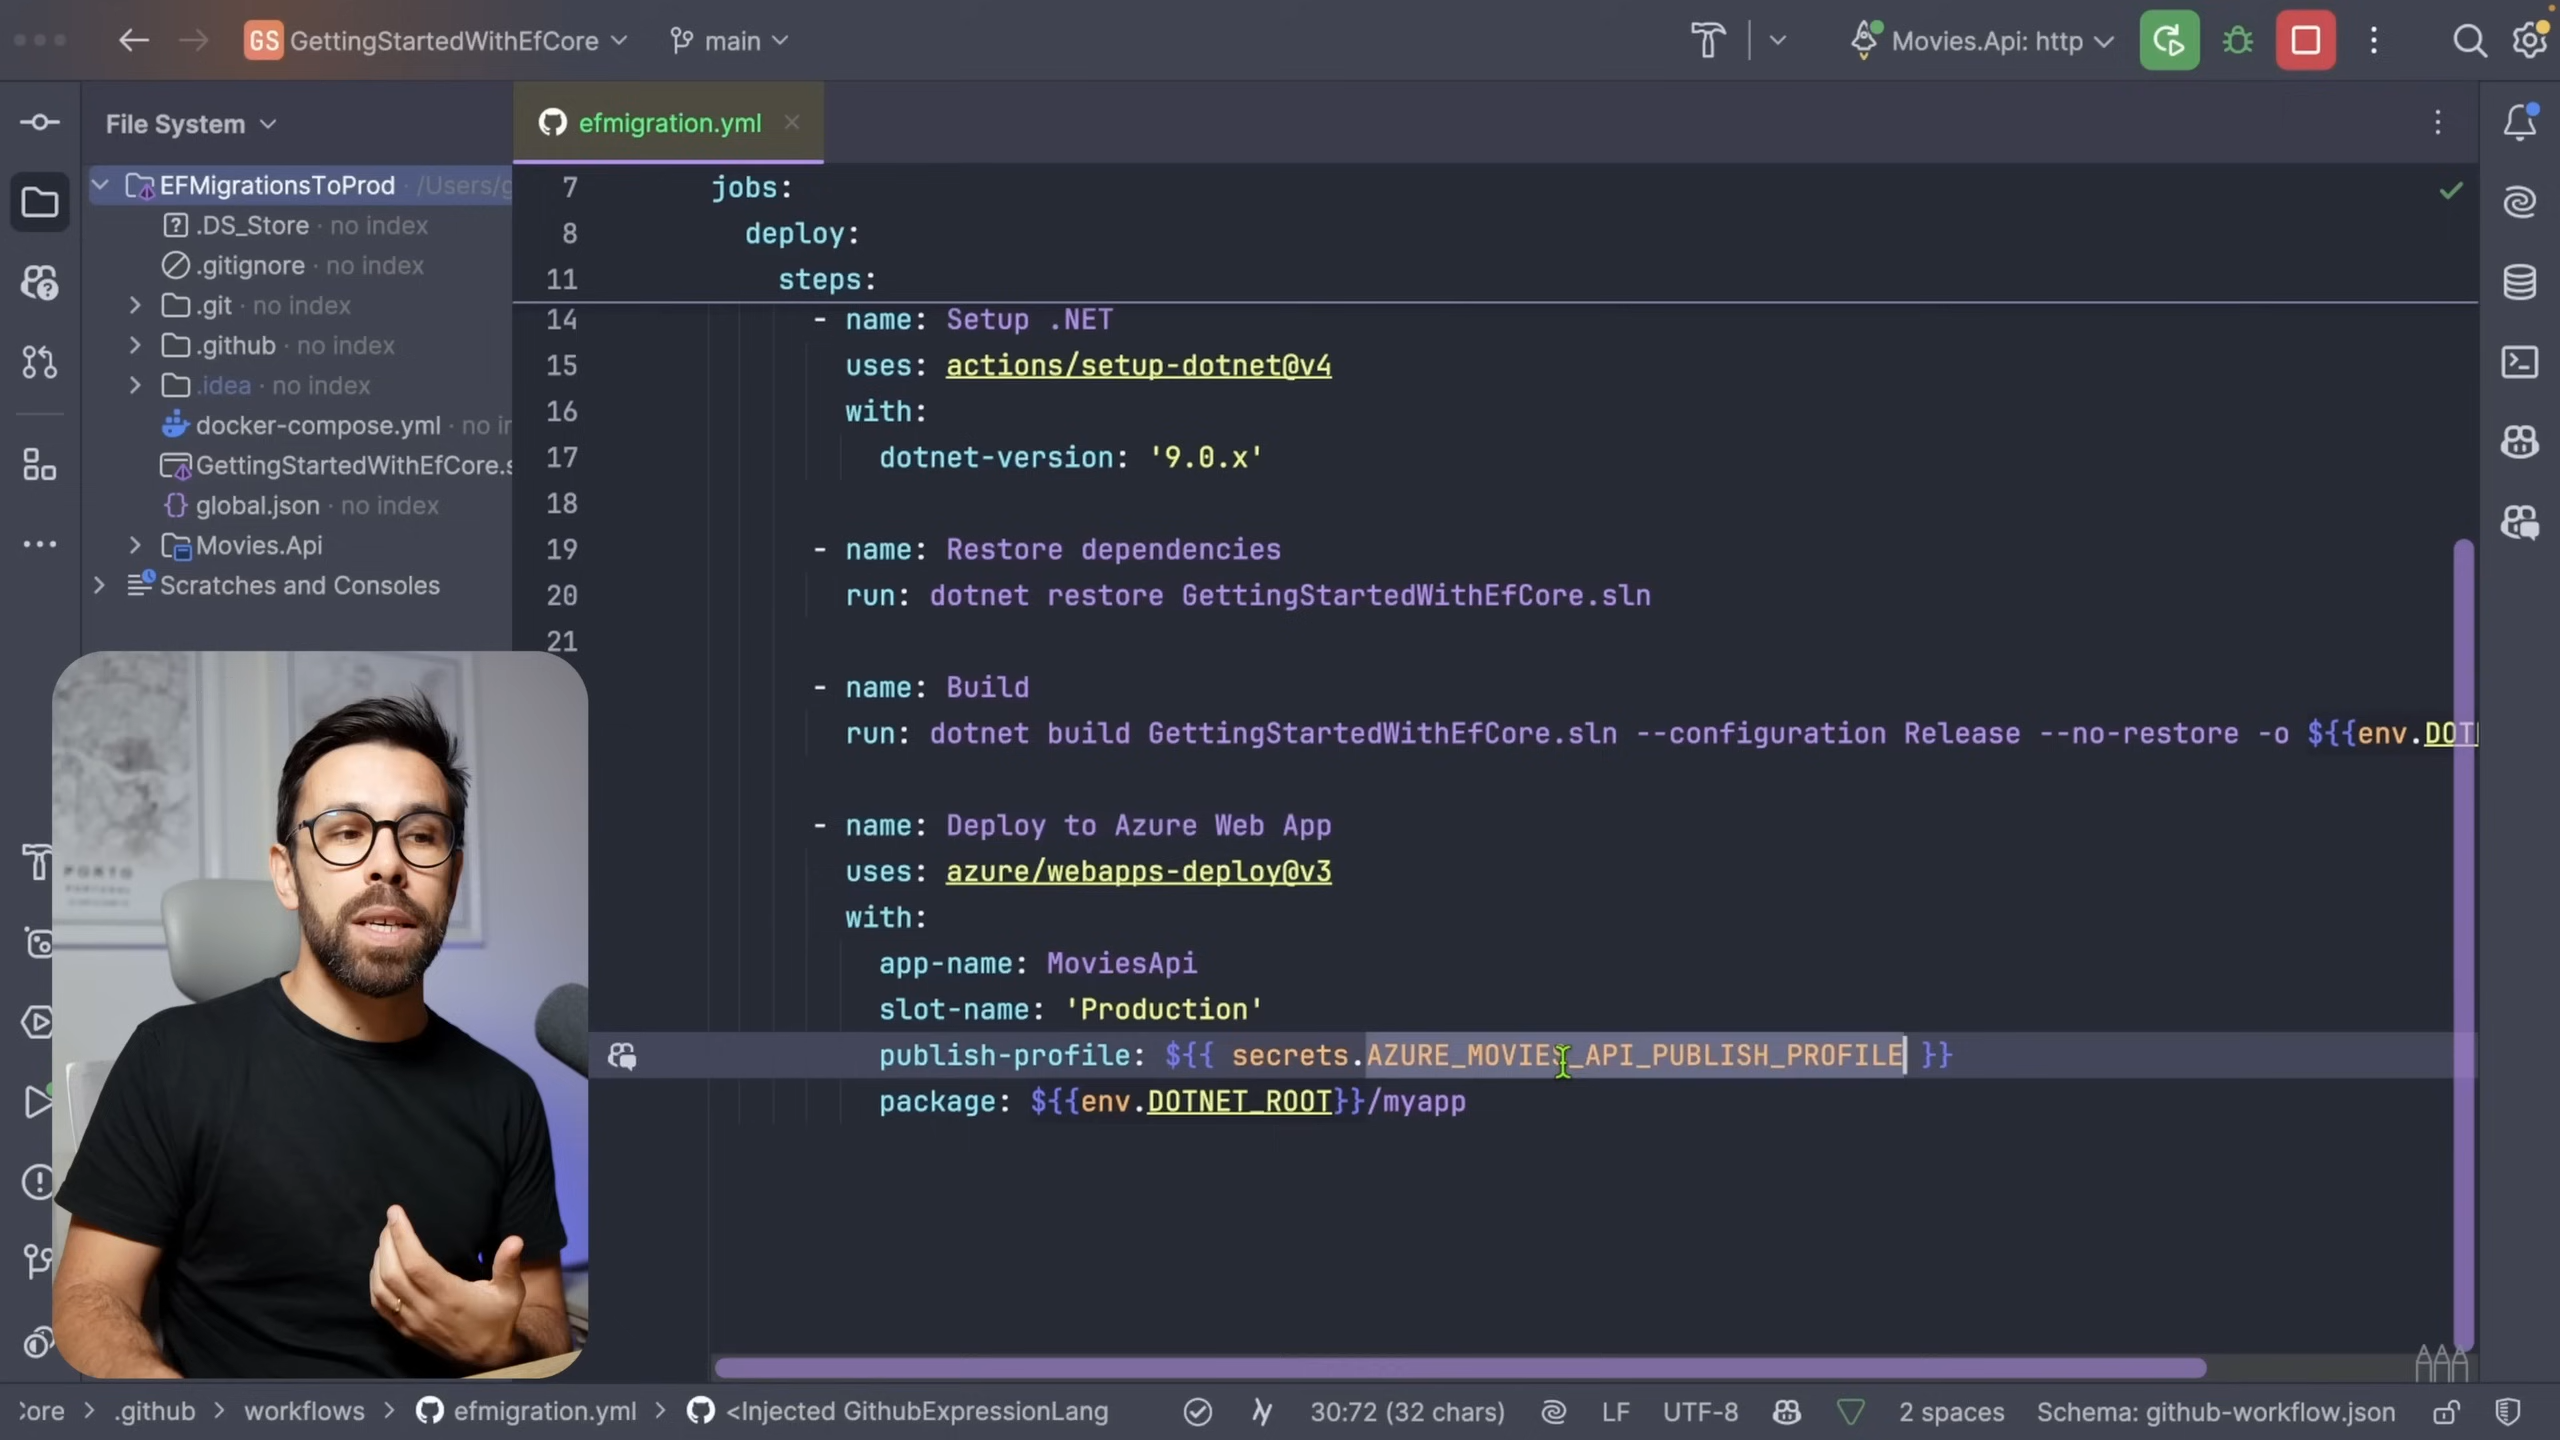 GS GettingStartedWithEfCore
main
Movies.Api: http
File System
efmigration.yml
EFMigrationsToProd /Users/
.DS_Store · no index
.gitignore · no index
.git · no index
.github · no index
.idea · no index
docker-compose.yml · no
GettingStartedWithEfCore.s
global.json · no index
Movies.Api
Scratches and Consoles
7 jobs:
8 deploy:
11 steps:
14 - name: Setup .NET
15 uses: actions/setup-dotnet@v4
16 with:
17 dotnet-version: '9.0.x'
18
19 - name: Restore dependencies
20 run: dotnet restore GettingStartedWithEfCore.sln
21
- name: Build
run: dotnet build GettingStartedWithEfCore.sln --configuration Release --no-restore -o ${{env.DOT
- name: Deploy to Azure Web App
uses: azure/webapps-deploy@v3
with:
app-name: MoviesApi
slot-name: 'Production'
publish-profile: ${{ secrets.AZURE_MOVIES_API_PUBLISH_PROFILE }}
package: ${{env.DOTNET_ROOT}}/myapp
PORTO
PORTUGAL
Core > .github > workflows > efmigration.yml > <Injected GithubExpressionLang
30:72 (32 chars) LF UTF-8 2 spaces Schema: github-workflow.json